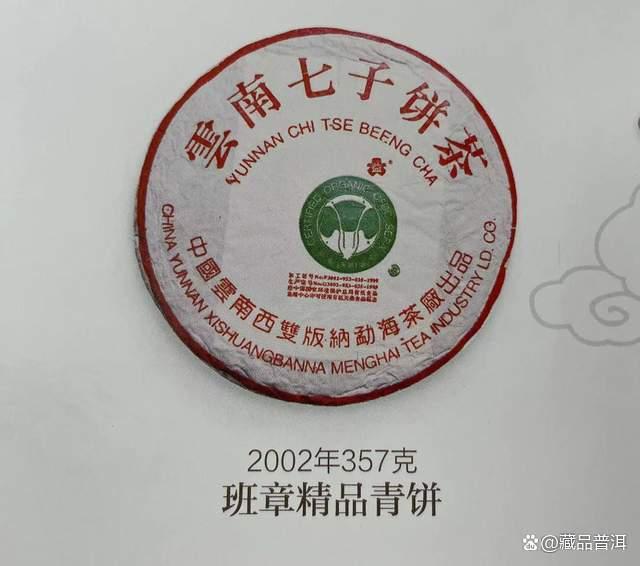 雲南七子饼茶
YUNNAN CHI TSE BEENG CHA
CERTIFIED ORGANIC
中國雲南西雙版納勐海茶廠出品
CHINA YUNNAN XISHUANGBANNA MENGHAI TEA INDUSTRY LD. CO.
2002年357克
班章精品青饼
@藏品普洱